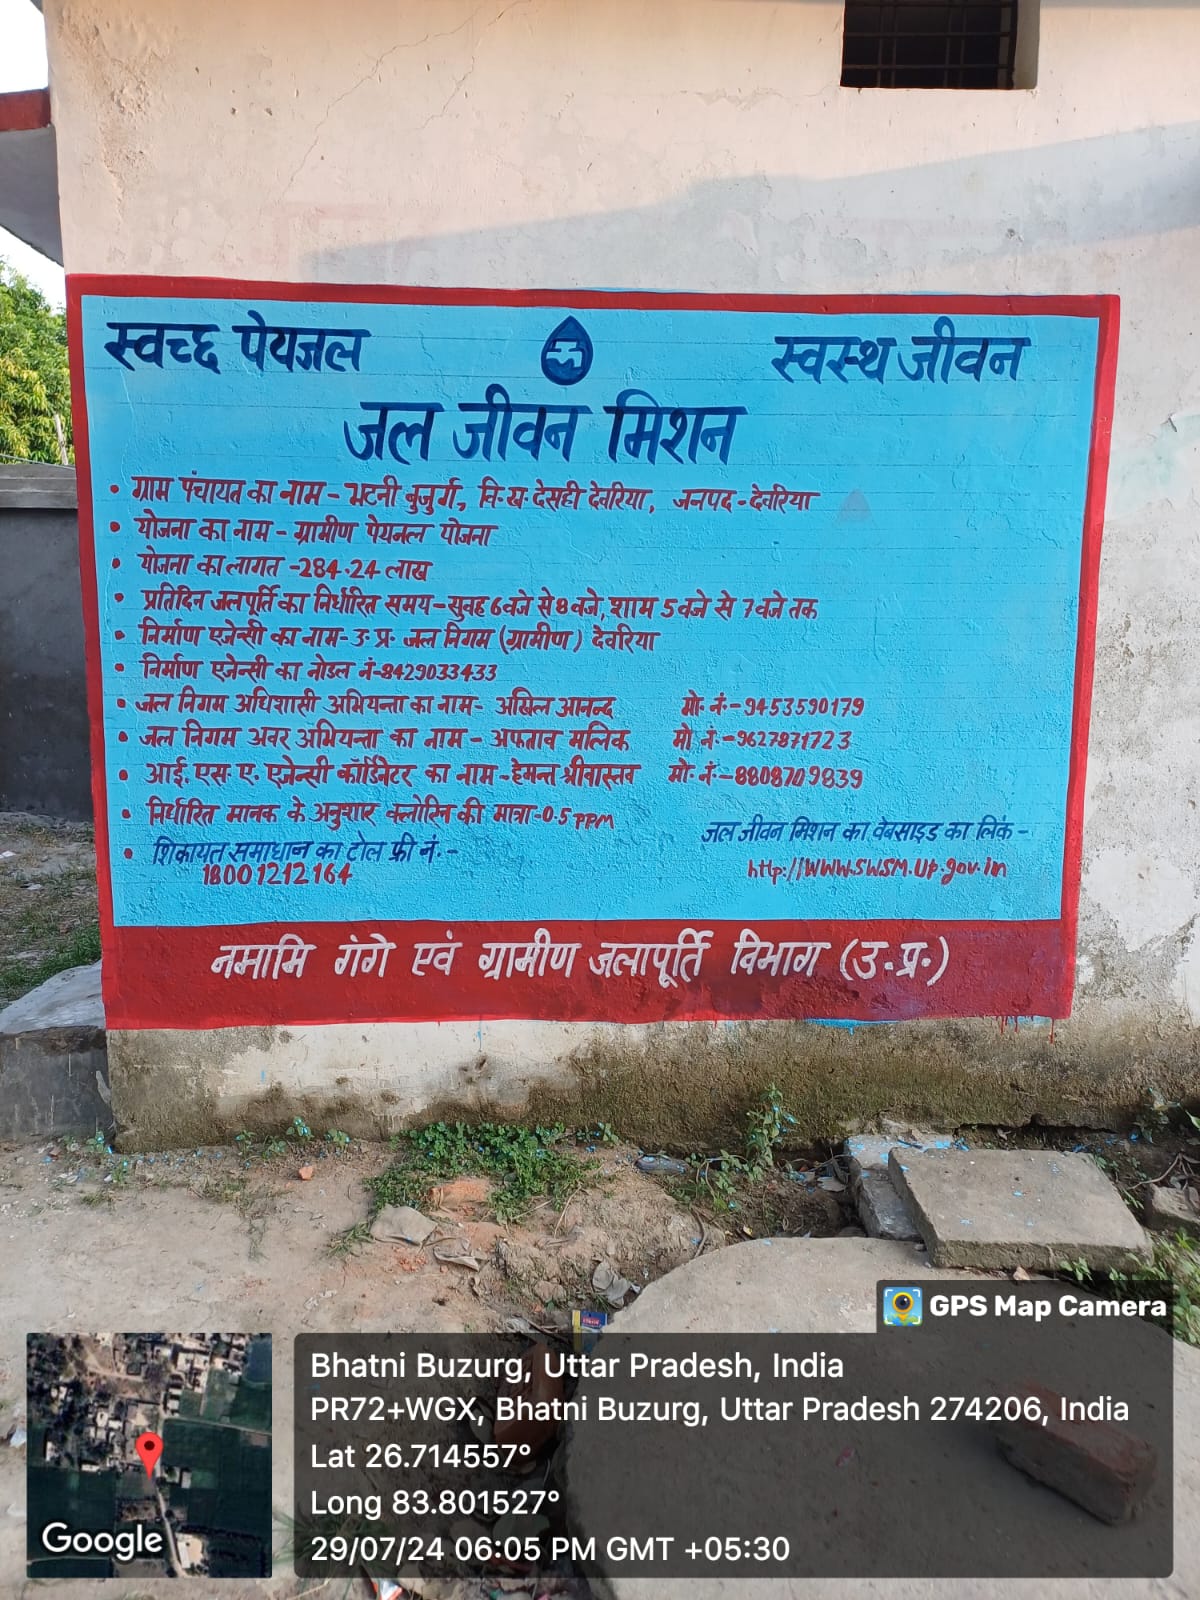 स्वच्छ पेयजल
स्वस्थ जीवन
जल जीवन मिशन
• ग्राम पंचायत का नाम - भटनी बुजुर्ग, वि.ख. देसही देवरिया, जनपद - देवरिया
• योजना का नाम - ग्रामीण पेयजल योजना
• योजना का लागत - 284.24 लाख
• प्रतिदिन जलपूर्ति का निर्धारित समय - सुवह 6 वजे से 8 वजे, शाम 5 वजे से 7 वजे तक
• निर्माण एजेन्सी का नाम - उ.प्र. जल निगम (ग्रामीण) देवरिया
• निर्माण एजेन्सी का नोडल नं-8429033433
• जल निगम अधिशासी अभियन्ता का नाम - अखिल आनन्द मो. नं. - 9453590179
• जल निगम अवर अभियन्ता का नाम - अफताव मलिक मो नं. - 9627871723
• आई. एस. ए. एजेन्सी कॉर्डिनेटर का नाम - हेमन्त श्रीवास्तव मो. नं. - 8808709839
• निर्धारित मानक के अनुशार क्लोरिन की मात्रा - 0.5 PPM
जल जीवन मिशन का वेबसाइड का लिंक -
http://www.swsm.up.gov.in
• शिकायत समाधान का टोल फ्री नं. -
18001212164
नमामि गंगे एवं ग्रामीण जलापूर्ति विभाग (उ.प्र.)
GPS Map Camera
Bhatni Buzurg, Uttar Pradesh, India
PR72+WGX, Bhatni Buzurg, Uttar Pradesh 274206, India
Lat 26.714557°
Long 83.801527°
29/07/24 06:05 PM GMT +05:30
Google